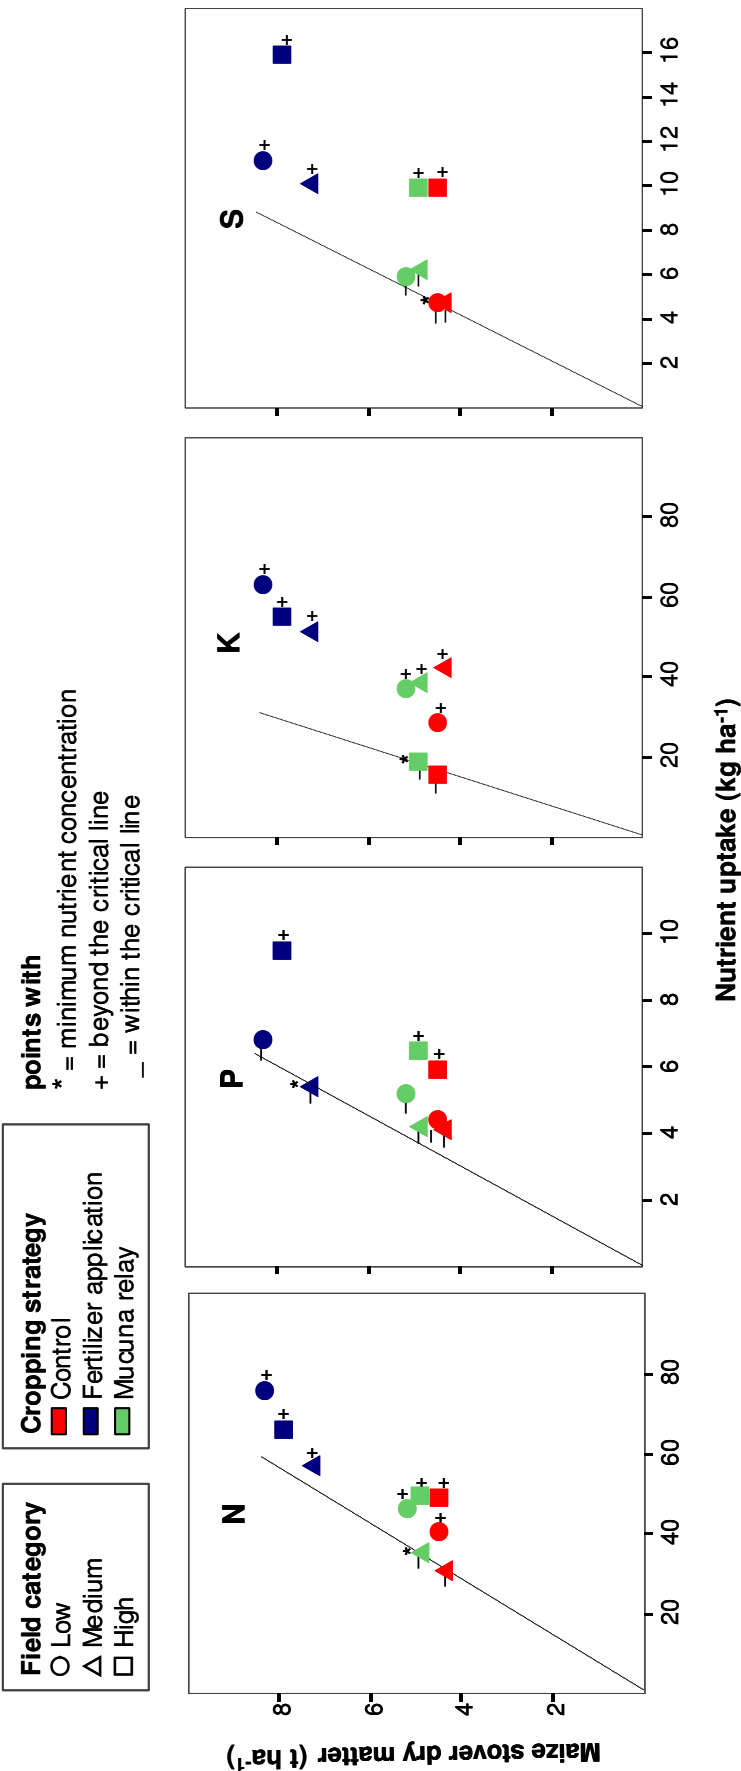 Field category
Low
Medium
High
Cropping strategy
Control
Fertilizer application
Mucuna relay
points with
* = minimum nutrient concentration
+ = beyond the critical line
_ = within the critical line
Maize stover dry matter (t ha-1)
8
6
4
2
N
20
40
60
80
P
2
4
6
8
10
K
20
40
60
80
S
2
4
6
8
10
12
14
16
Nutrient uptake (kg ha-1)